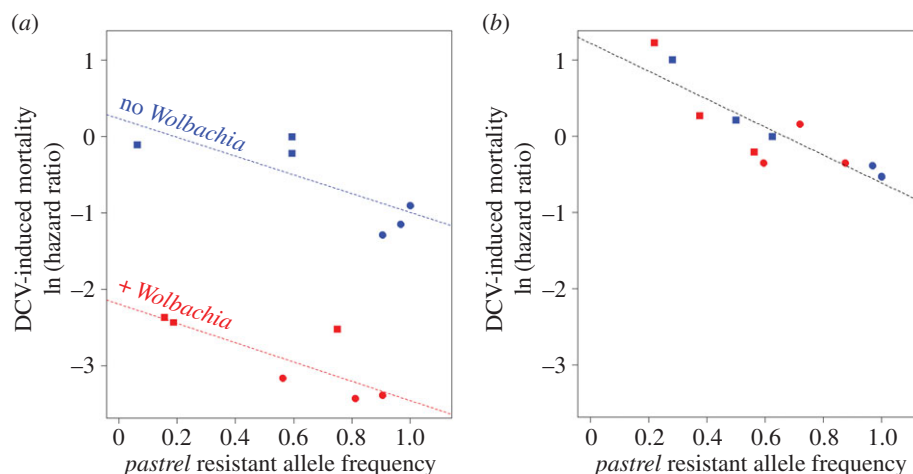 (a)
(b)
DCV-induced mortality
ln (hazard ratio)
1
0
–1
–2
–3
no Wolbachia
+ Wolbachia
0
0.2
0.4
0.6
0.8
1.0
pastrel resistant allele frequency
DCV-induced mortality
ln (hazard ratio)
1
0
–1
–2
–3
0
0.2
0.4
0.6
0.8
1.0
pastrel resistant allele frequency